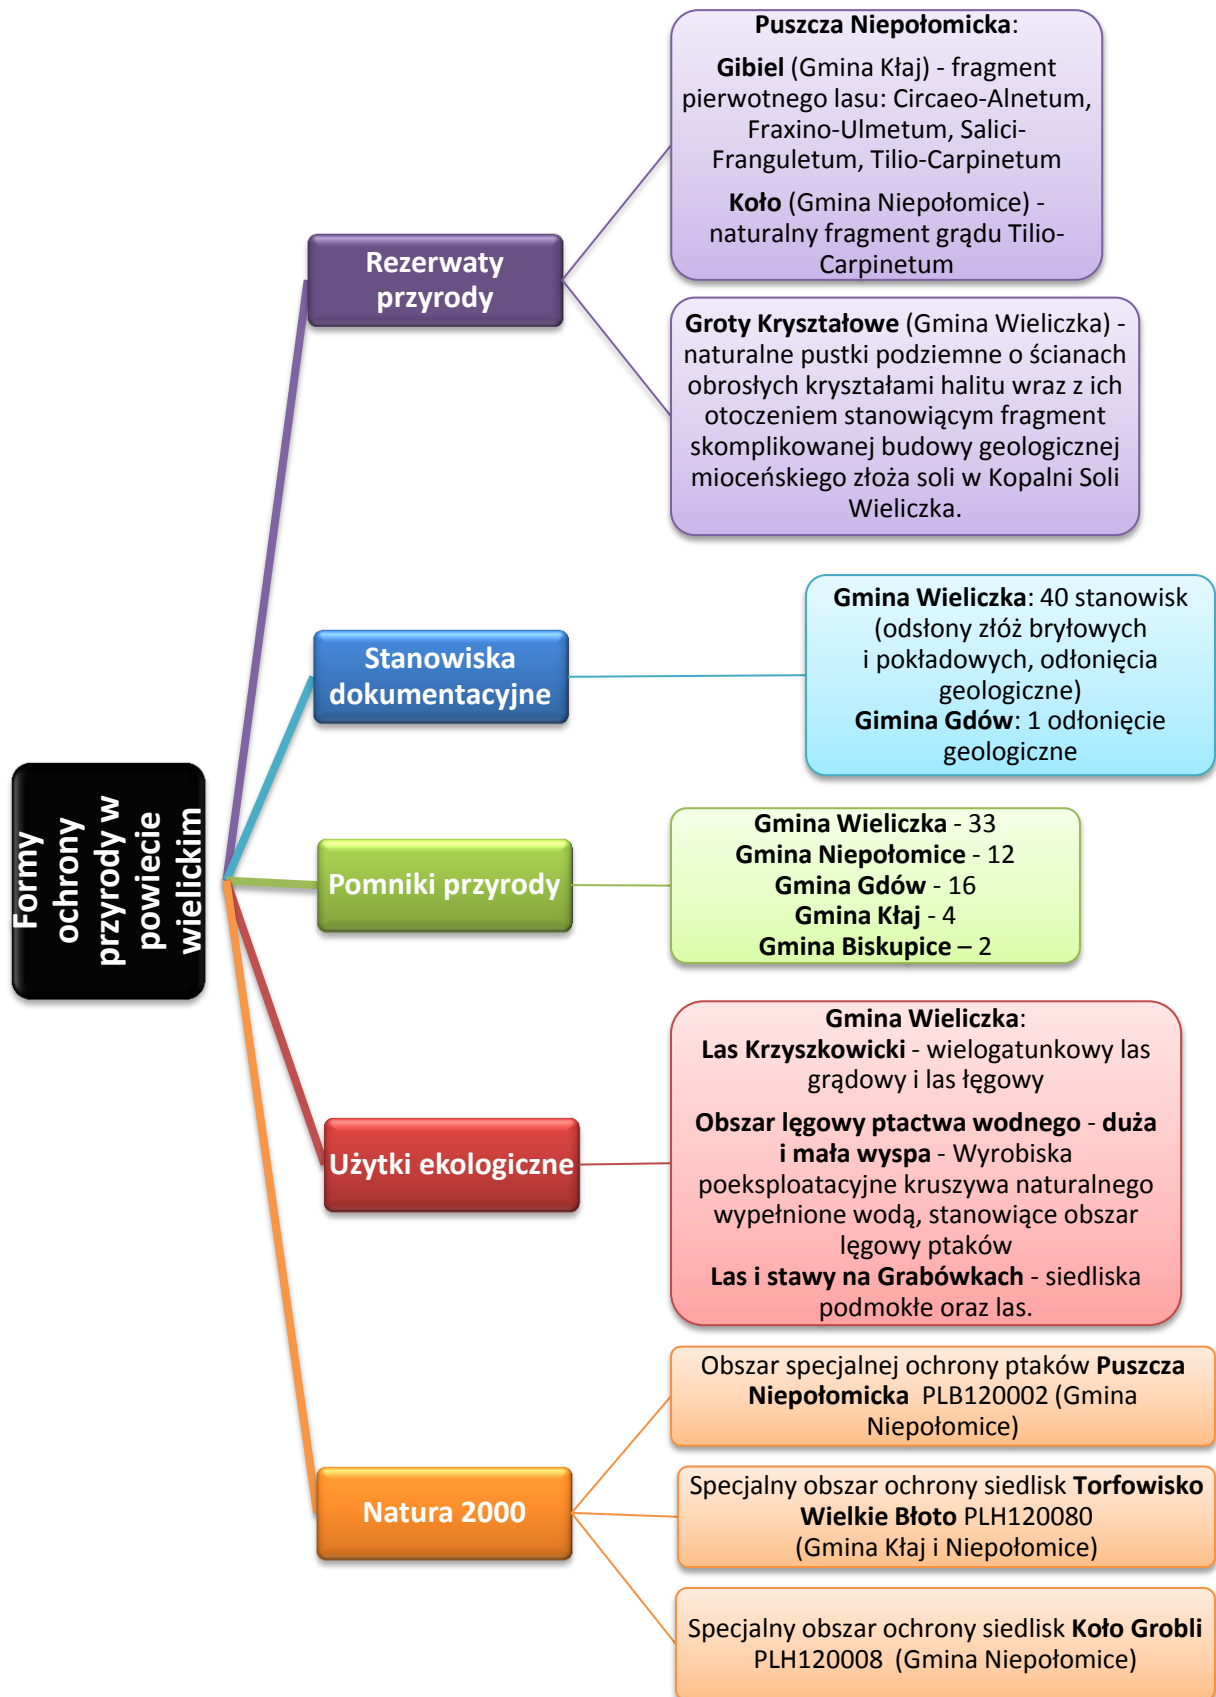 Formy
ochrony
przyrody w
powiecie
wielickim
Rezerwaty
przyrody
Puszcza Niepołomicka:
Gibiel (Gmina Kłaj) - fragment
pierwotnego lasu: Circaeo-Alnetum,
Fraxino-Ulmetum, Salici-
Franguletum, Tilio-Carpinetum
Koło (Gmina Niepołomice) -
naturalny fragment grądu Tilio-
Carpinetum
Groty Kryształowe (Gmina Wieliczka) -
naturalne pustki podziemne o ścianach
obrosłych kryształami halitu wraz z ich
otoczeniem stanowiącym fragment
skomplikowanej budowy geologicznej
mioceńskiego złoża soli w Kopalni Soli
Wieliczka.
Stanowiska
dokumentacyjne
Gmina Wieliczka: 40 stanowisk
(odsłony złóż bryłowych
i pokładowych, odłonięcia
geologiczne)
Gimina Gdów: 1 odłonięcie
geologiczne
Pomniki przyrody
Gmina Wieliczka - 33
Gmina Niepołomice - 12
Gmina Gdów - 16
Gmina Kłaj - 4
Gmina Biskupice – 2
Użytki ekologiczne
Gmina Wieliczka:
Las Krzyszkowicki - wielogatunkowy las
grądowy i las łęgowy
Obszar lęgowy ptactwa wodnego - duża
i mała wyspa - Wyrobiska
poeksploatacyjne kruszywa naturalnego
wypełnione wodą, stanowiące obszar
lęgowy ptaków
Las i stawy na Grabówkach - siedliska
podmokłe oraz las.
Natura 2000
Obszar specjalnej ochrony ptaków Puszcza
Niepołomicka PLB120002 (Gmina
Niepołomice)
Specjalny obszar ochrony siedlisk Torfowisko
Wielkie Błoto PLH120080
(Gmina Kłaj i Niepołomice)
Specjalny obszar ochrony siedlisk Koło Grobli
PLH120008 (Gmina Niepołomice)